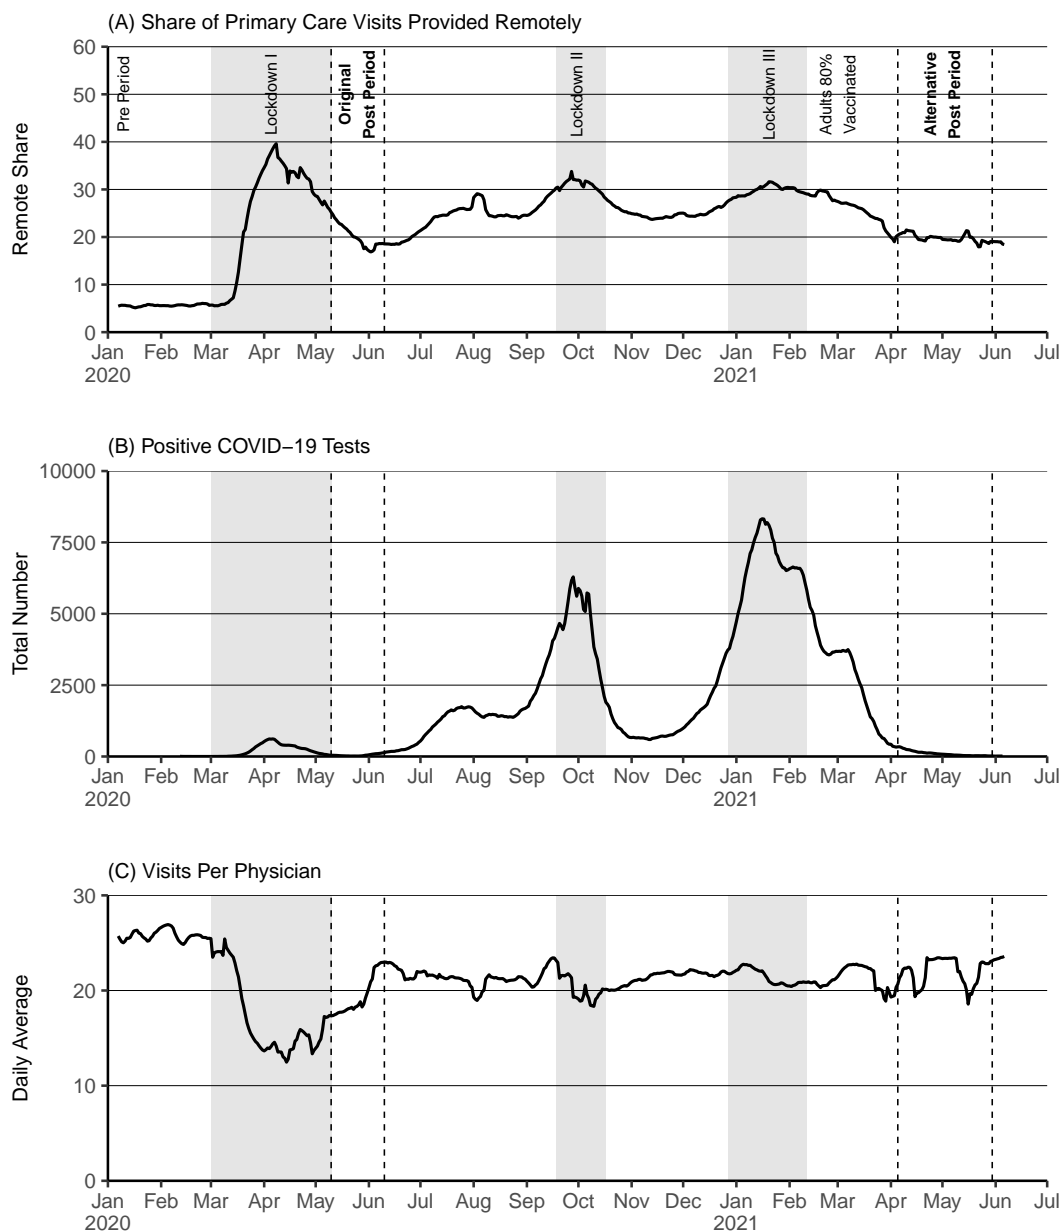 (A) Share of Primary Care Visits Provided Remotely
Remote Share
60
50
40
30
20
10
0
Pre Period
Lockdown I
Original
Post Period
Lockdown II
Lockdown III
Adults 80%
Vaccinated
Alternative
Post Period
Jan Feb Mar Apr May Jun Jul Aug Sep Oct Nov Dec Jan Feb Mar Apr May Jun Jul
2020 2021
(B) Positive COVID−19 Tests
Total Number
10000
7500
5000
2500
0
Jan Feb Mar Apr May Jun Jul Aug Sep Oct Nov Dec Jan Feb Mar Apr May Jun Jul
2020 2021
(C) Visits Per Physician
Daily Average
30
20
10
0
Jan Feb Mar Apr May Jun Jul Aug Sep Oct Nov Dec Jan Feb Mar Apr May Jun Jul
2020 2021